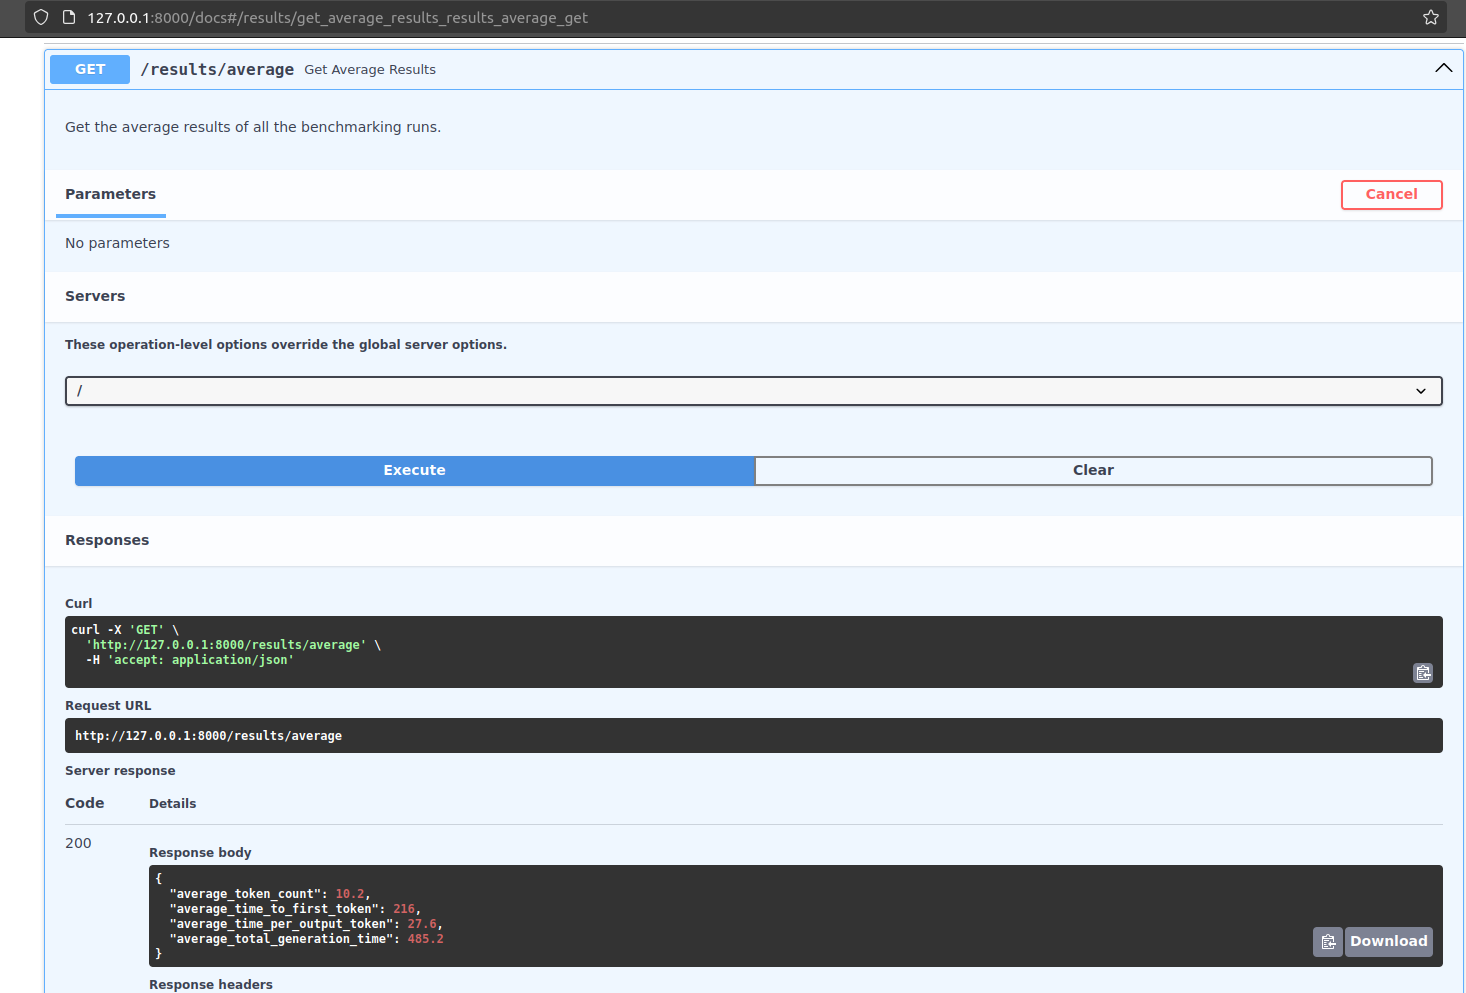 127.0.0.1:8000/docs#/results/get_average_results_results_average_get
GET /results/average Get Average Results
Get the average results of all the benchmarking runs.
Parameters Cancel
No parameters
Servers
These operation-level options override the global server options.
/
Execute Clear
Responses
Curl
curl -X 'GET' \
  'http://127.0.0.1:8000/results/average' \
  -H 'accept: application/json'
Request URL
http://127.0.0.1:8000/results/average
Server response
Code Details
200
Response body
{
  "average_token_count": 10.2,
  "average_time_to_first_token": 216,
  "average_time_per_output_token": 27.6,
  "average_total_generation_time": 485.2
}
Download
Response headers